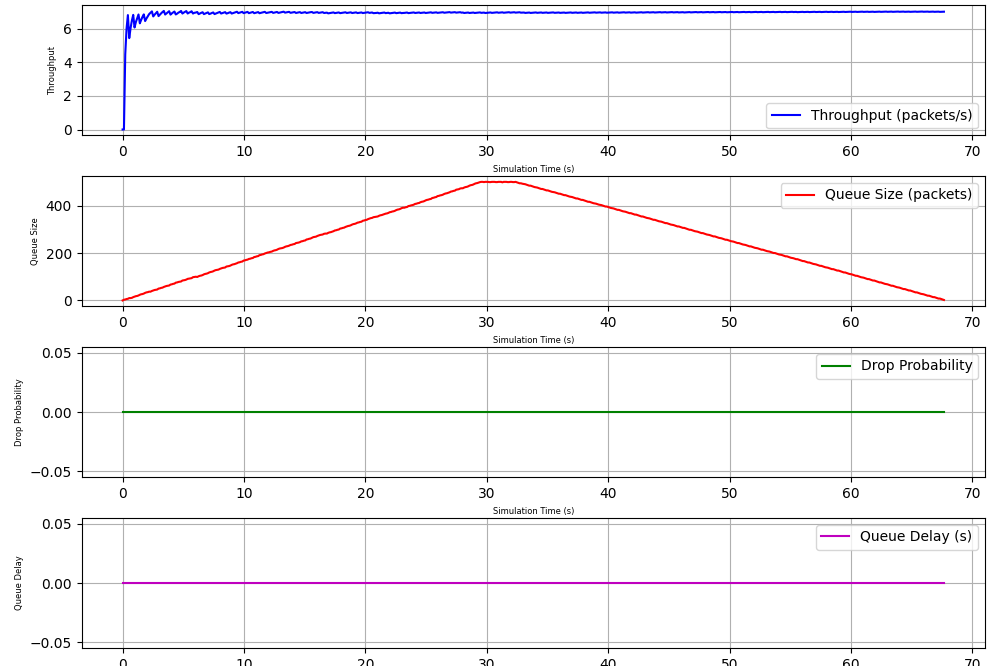 6
4
2
0
Throughput
Throughput (packets/s)
0 10 20 30 40 50 60 70
Simulation Time (s)
400
200
0
Queue Size
Queue Size (packets)
0 10 20 30 40 50 60 70
Simulation Time (s)
0.05
0.00
−0.05
Drop Probability
Drop Probability
0 10 20 30 40 50 60 70
Simulation Time (s)
0.05
0.00
−0.05
Queue Delay
Queue Delay (s)
0 10 20 30 40 50 60 70